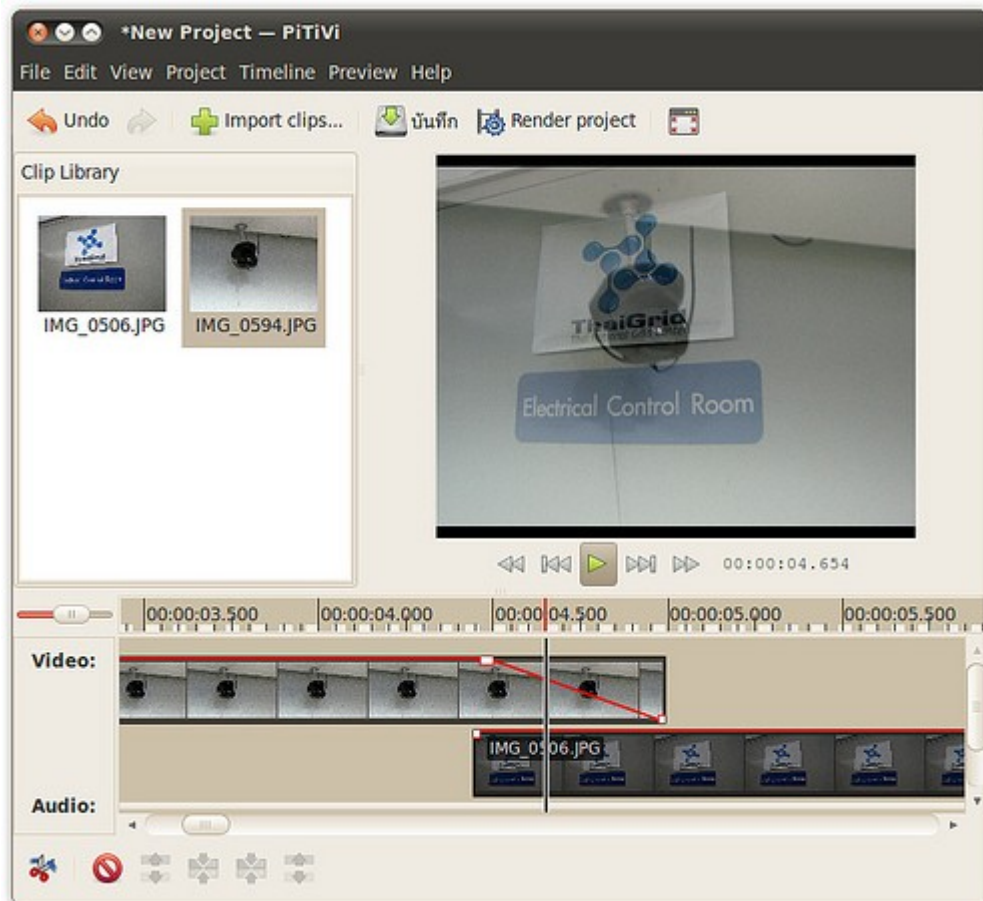 *New Project — PiTiVi
File Edit View Project Timeline Preview Help
Undo Import clips... บันทึก Render project
Clip Library
IMG_0506.JPG IMG_0594.JPG
ThaiGrid
Electrical Control Room
00:00:04.654
00:00:03.500 00:00:04.000 00:00:04.500 00:00:05.000 00:00:05.500
Video:
IMG_0506.JPG
Audio: